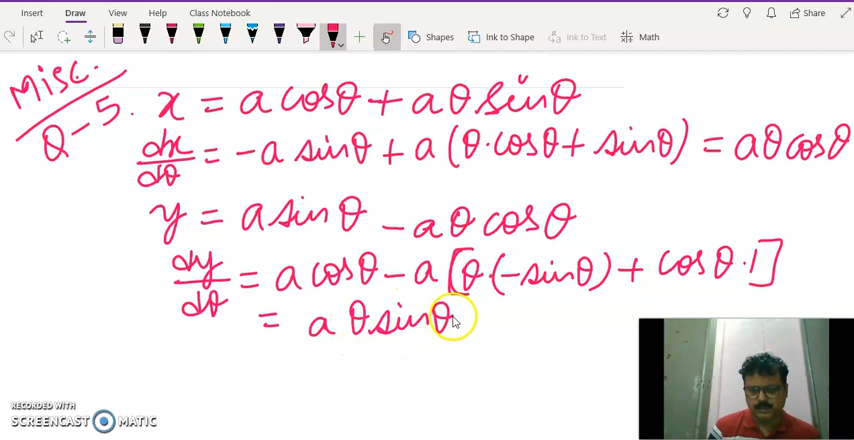 Insert Draw View Help Class Notebook Share
Shapes Ink to Shape Ink to Text Math
Misc.
Q-5. x = a cosθ + aθ sinθ
dx/dθ = -a sinθ + a(θ·cosθ + sinθ) = aθcosθ
y = a sinθ - aθ cosθ
dy/dθ = a cosθ - a[θ·(-sinθ) + cosθ·1]
= a θ sinθ
RECORDED WITH
SCREENCAST MATIC